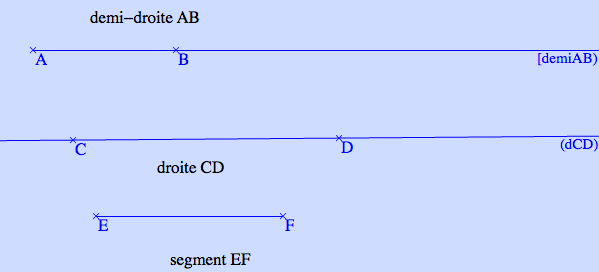 demi-droite AB
A B [demiAB)
C D (dCD)
droite CD
E F
segment EF